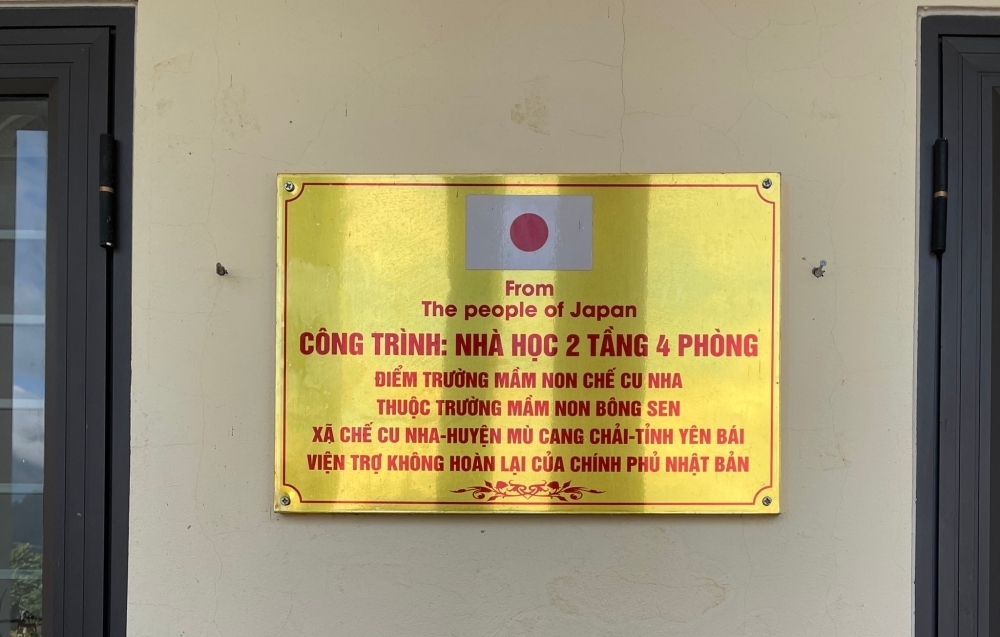 From
The people of Japan
CÔNG TRÌNH: NHÀ HỌC 2 TẦNG 4 PHÒNG
ĐIỂM TRƯỜNG MẦM NON CHẾ CU NHA
THUỘC TRƯỜNG MẦM NON BÔNG SEN
XÃ CHẾ CU NHA-HUYỆN MÙ CANG CHẢI-TỈNH YÊN BÁI
VIỆN TRỢ KHÔNG HOÀN LẠI CỦA CHÍNH PHỦ NHẬT BẢN